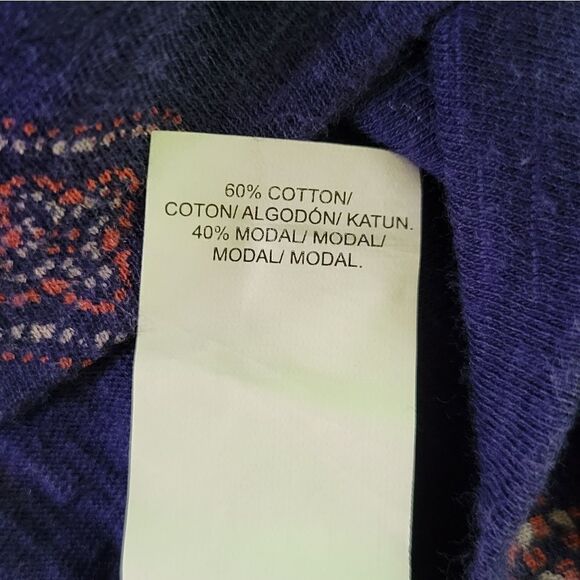 60% COTTON/
COTON/ ALGODÓN/ KATUN.
40% MODAL/ MODAL/
MODAL/ MODAL.